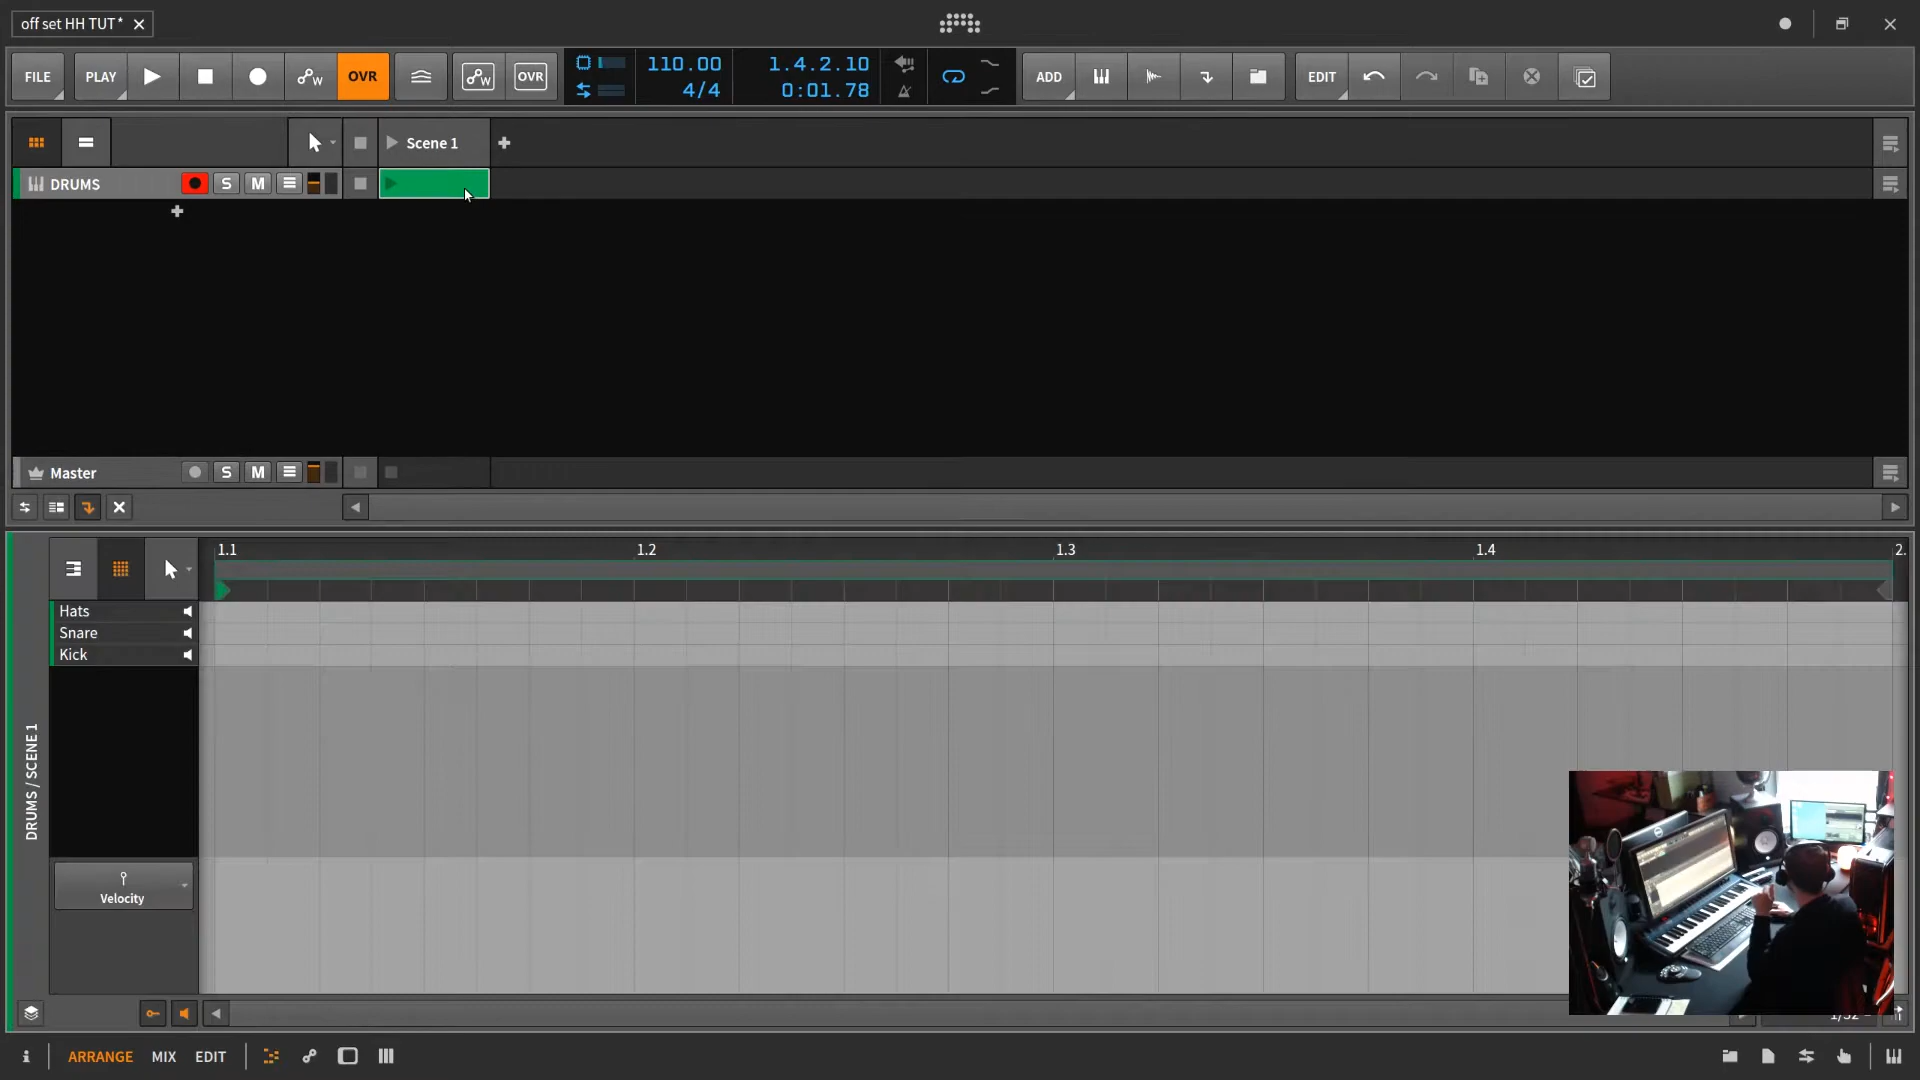 off set HH TUT*
FILE PLAY OVR OVR 110.00 4/4 1.4.2.10 0:01.78 ADD EDIT
Scene 1
DRUMS S M
Master S M
1.1 1.2 1.3 1.4 2.
Hats
Snare
Kick
DRUMS / SCENE 1
Velocity
ARRANGE MIX EDIT